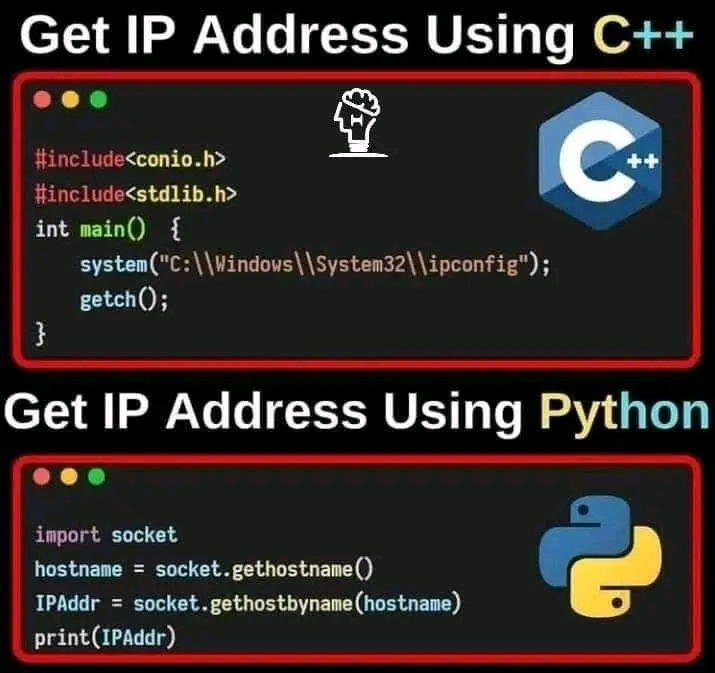 Get IP Address Using C++
C++
#include<conio.h>
#include<stdlib.h>
int main()  {
    system("C:\\Windows\\System32\\ipconfig");
    getch();
}
Get IP Address Using Python
import socket
hostname = socket.gethostname()
IPAddr = socket.gethostbyname(hostname)
print(IPAddr)